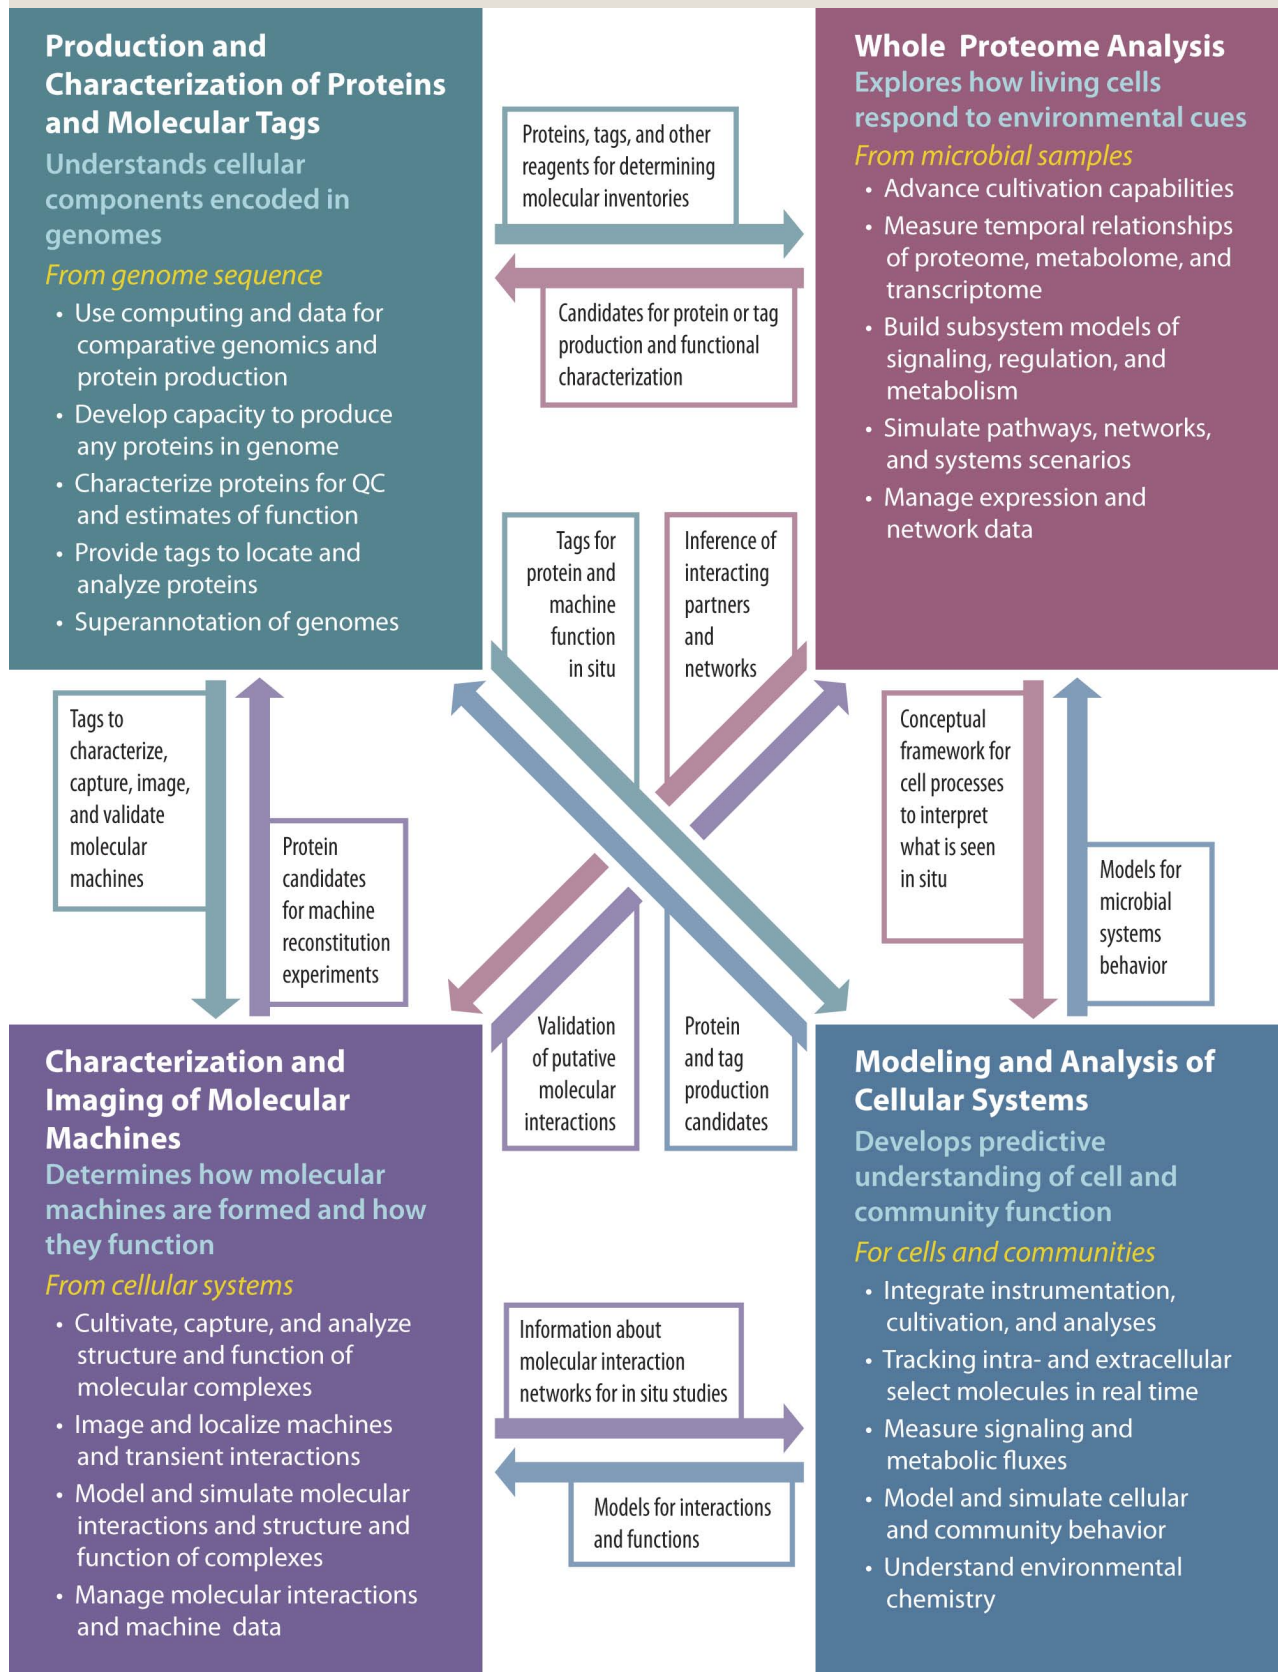 Production and
Characterization of Proteins
and Molecular Tags
Understands cellular
components encoded in
genomes
From genome sequence
• Use computing and data for
comparative genomics and
protein production
• Develop capacity to produce
any proteins in genome
• Characterize proteins for QC
and estimates of function
• Provide tags to locate and
analyze proteins
• Superannotation of genomes
Proteins, tags, and other
reagents for determining
molecular inventories
Candidates for protein or tag
production and functional
characterization
Whole Proteome Analysis
Explores how living cells
respond to environmental cues
From microbial samples
• Advance cultivation capabilities
• Measure temporal relationships
of proteome, metabolome, and
transcriptome
• Build subsystem models of
signaling, regulation, and
metabolism
• Simulate pathways, networks,
and systems scenarios
• Manage expression and
network data
Tags for
protein and
machine
function
in situ
Inference of
interacting
partners
and
networks
Tags to
characterize,
capture, image,
and validate
molecular
machines
Protein
candidates
for machine
reconstitution
experiments
Conceptual
framework for
cell processes
to interpret
what is seen
in situ
Models for
microbial
systems
behavior
Validation
of putative
molecular
interactions
Protein
and tag
production
candidates
Characterization and
Imaging of Molecular
Machines
Determines how molecular
machines are formed and how
they function
From cellular systems
• Cultivate, capture, and analyze
structure and function of
molecular complexes
• Image and localize machines
and transient interactions
• Model and simulate molecular
interactions and structure and
function of complexes
• Manage molecular interactions
and machine data
Information about
molecular interaction
networks for in situ studies
Models for interactions
and functions
Modeling and Analysis of
Cellular Systems
Develops predictive
understanding of cell and
community function
For cells and communities
• Integrate instrumentation,
cultivation, and analyses
• Tracking intra- and extracellular
select molecules in real time
• Measure signaling and
metabolic fluxes
• Model and simulate cellular
and community behavior
• Understand environmental
chemistry